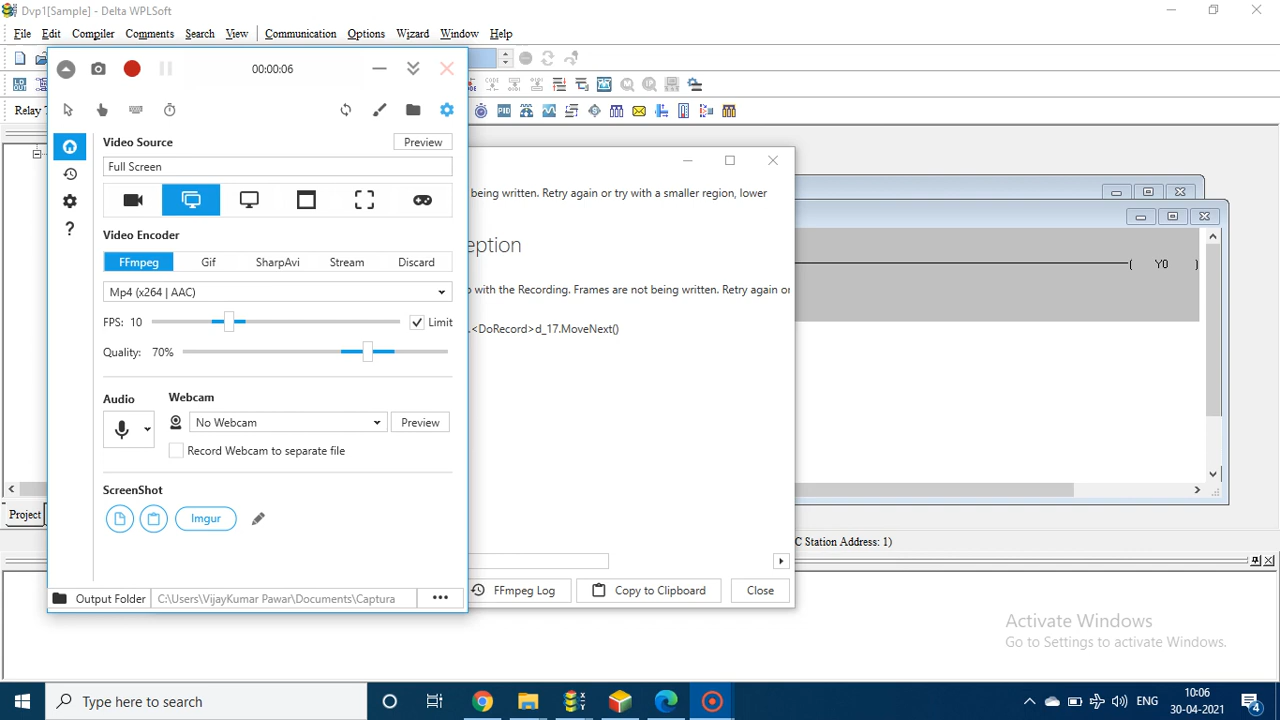 Dvp1[Sample] - Delta WPLSoft
File Edit Compiler Comments Search View Communication Options Wizard Window Help
00:00:06
Relay
PID
Video Source
Preview
Full Screen
being written. Retry again or try with a smaller region, lower
Video Encoder
eption
FFmpeg Gif SharpAvi Stream Discard
( Y0 )
Mp4 (x264 | AAC)
with the Recording. Frames are not being written. Retry again or
FPS: 10
Limit
.<DoRecord>d_17.MoveNext()
Quality: 70%
Audio
Webcam
No Webcam
Preview
Record Webcam to separate file
ScreenShot
Imgur
Project
C Station Address: 1)
FFmpeg Log
Copy to Clipboard
Close
Output Folder
C:\Users\VijayKumar Pawar\Documents\Captura
Activate Windows
Go to Settings to activate Windows.
Type here to search
ENG
10:06
30-04-2021
4